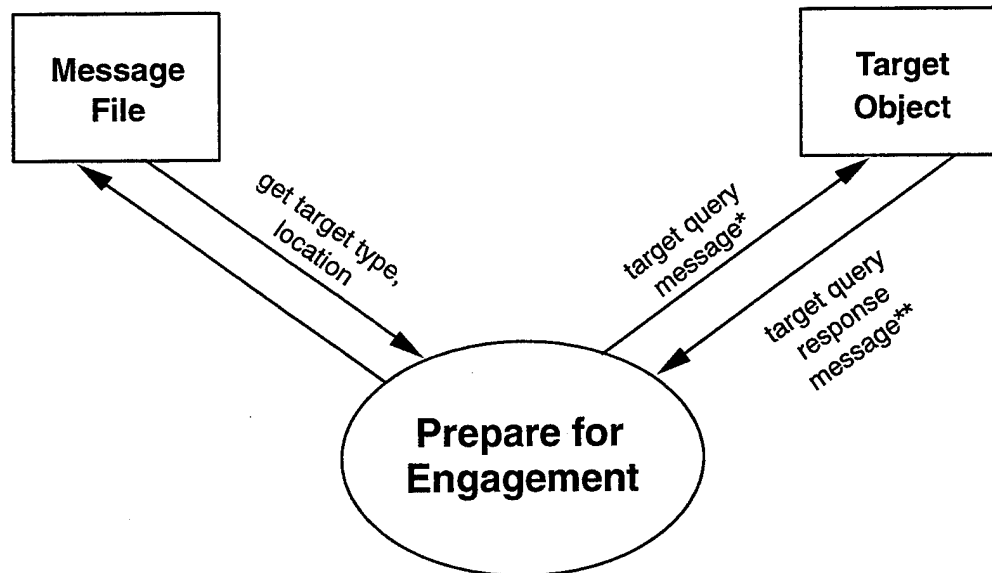 Message
File
Target
Object
get target type,
location
target query
message*
target query
response
message**
Prepare for
Engagement